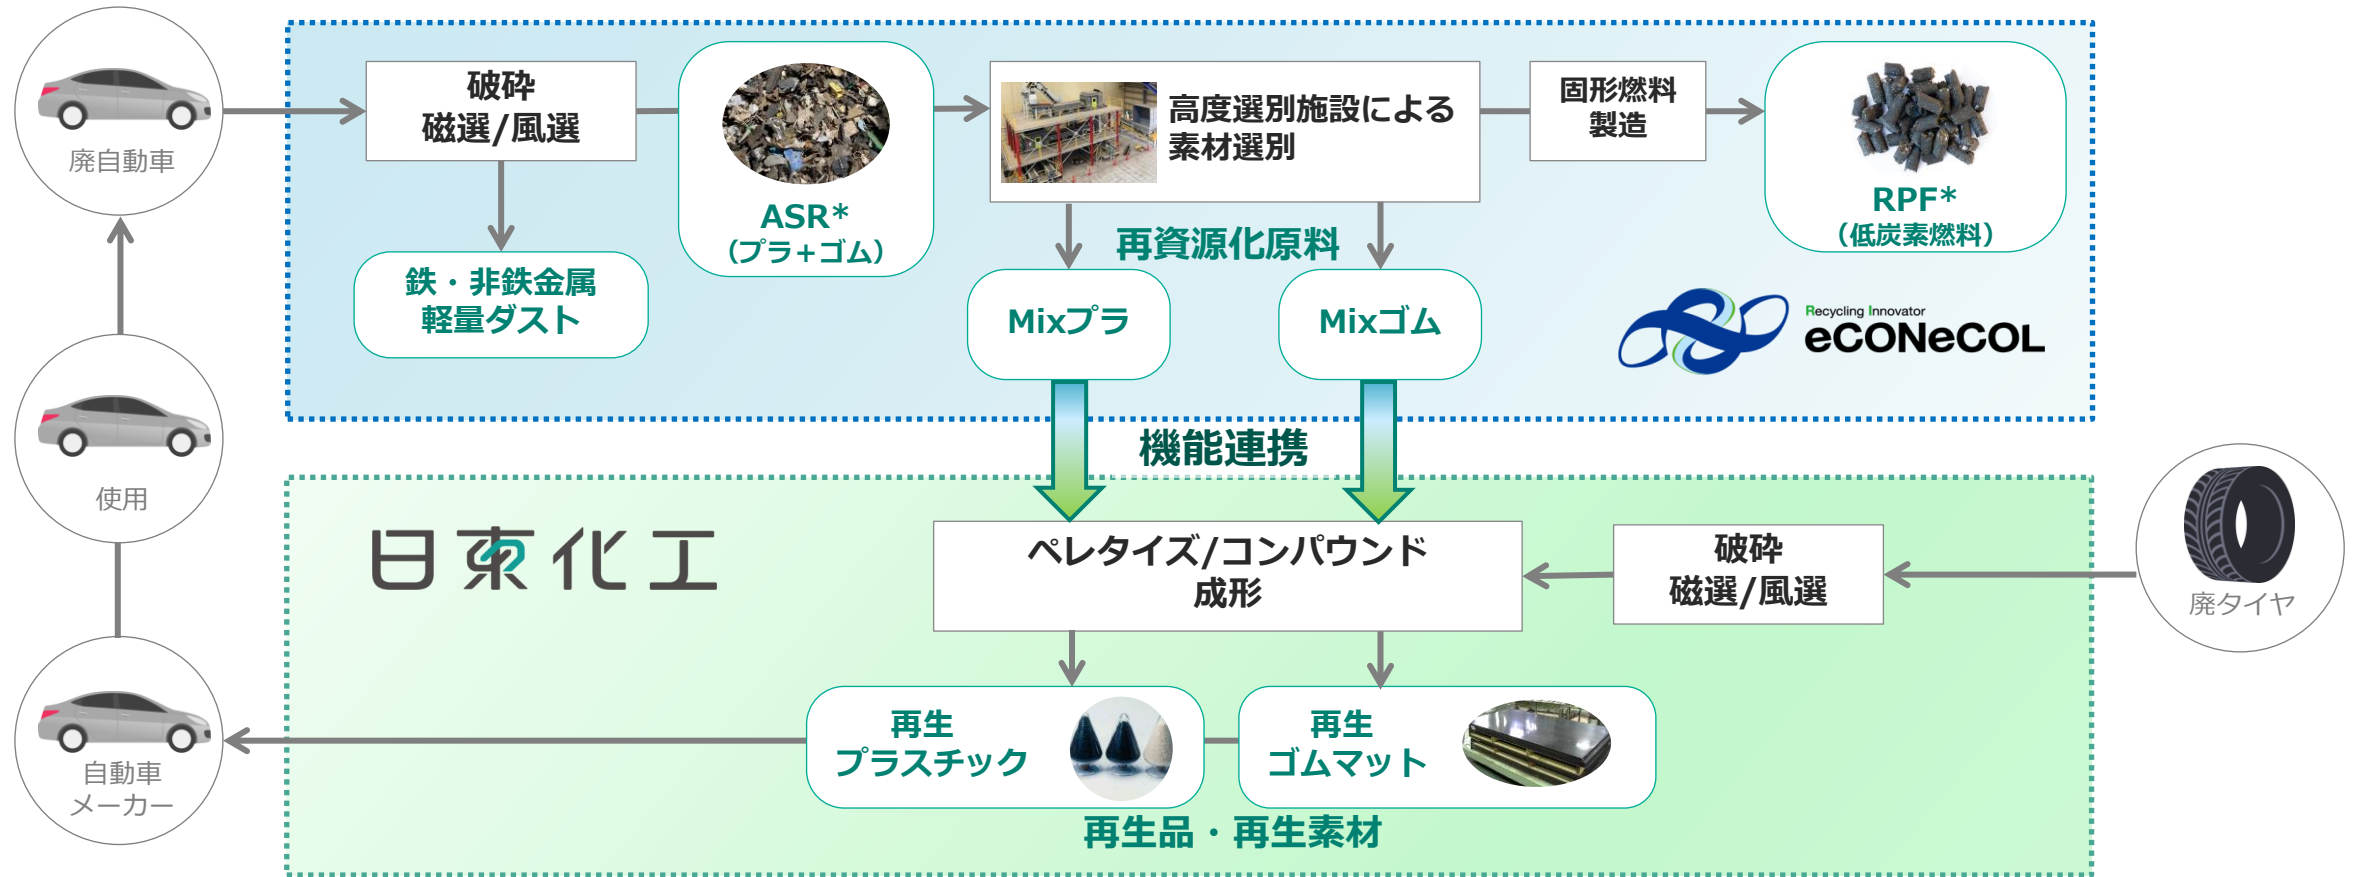 廃自動車
破砕
磁選/風選
ASR*
（プラ+ゴム）
高度選別施設による
素材選別
固形燃料
製造
RPF*
（低炭素燃料）
鉄・非鉄金属
軽量ダスト
再資源化原料
Mixプラ
Mixゴム
Recycling Innovator
eCONeCOL
使用
機能連携
日東化工
ペレタイズ/コンパウンド
成形
破砕
磁選/風選
廃タイヤ
自動車
メーカー
再生
プラスチック
再生
ゴムマット
再生品・再生素材